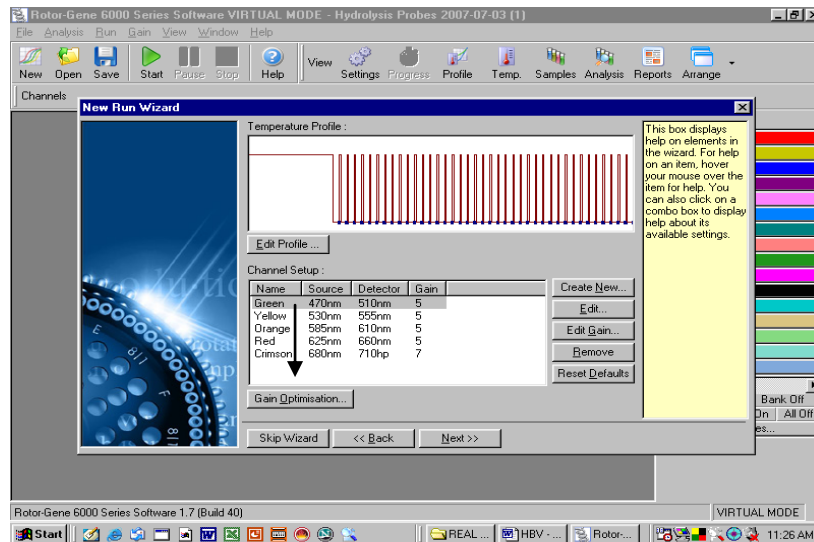 Rotor-Gene 6000 Series Software VIRTUAL MODE - Hydrolysis Probes 2007-07-03 (1)
File Analysis Run Gain View Window Help
New Open Save Start Pause Stop Help View Settings Progress Profile Temp. Samples Analysis Reports Arrange
Channels
New Run Wizard
Temperature Profile :
This box displays
help on elements in
the wizard. For help
on an item, hover
your mouse over the
item for help. You
can also click on a
combo box to display
help about its
available settings.
Edit Profile ...
Channel Setup :
Name Source Detector Gain
Green 470nm 510nm 5
Yellow 530nm 555nm 5
Orange 585nm 610nm 5
Red 625nm 660nm 5
Crimson 680nm 710hp 7
Create New...
Edit...
Edit Gain...
Remove
Reset Defaults
Gain Optimisation...
Skip Wizard << Back Next >>
Bank Off
On All Off
es...
Rotor-Gene 6000 Series Software 1.7 (Build 40) VIRTUAL MODE
Start REAL ... HBV - ... Rotor-... 11:26 AM